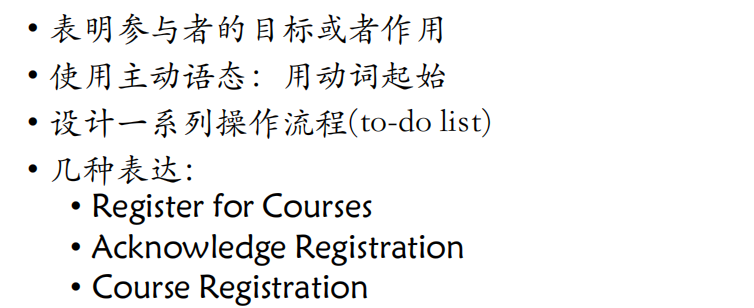 • 表明参与者的目标或者作用
• 使用主动语态：用动词起始
• 设计一系列操作流程(to-do list)
• 几种表达：
• Register for Courses
• Acknowledge Registration
• Course Registration